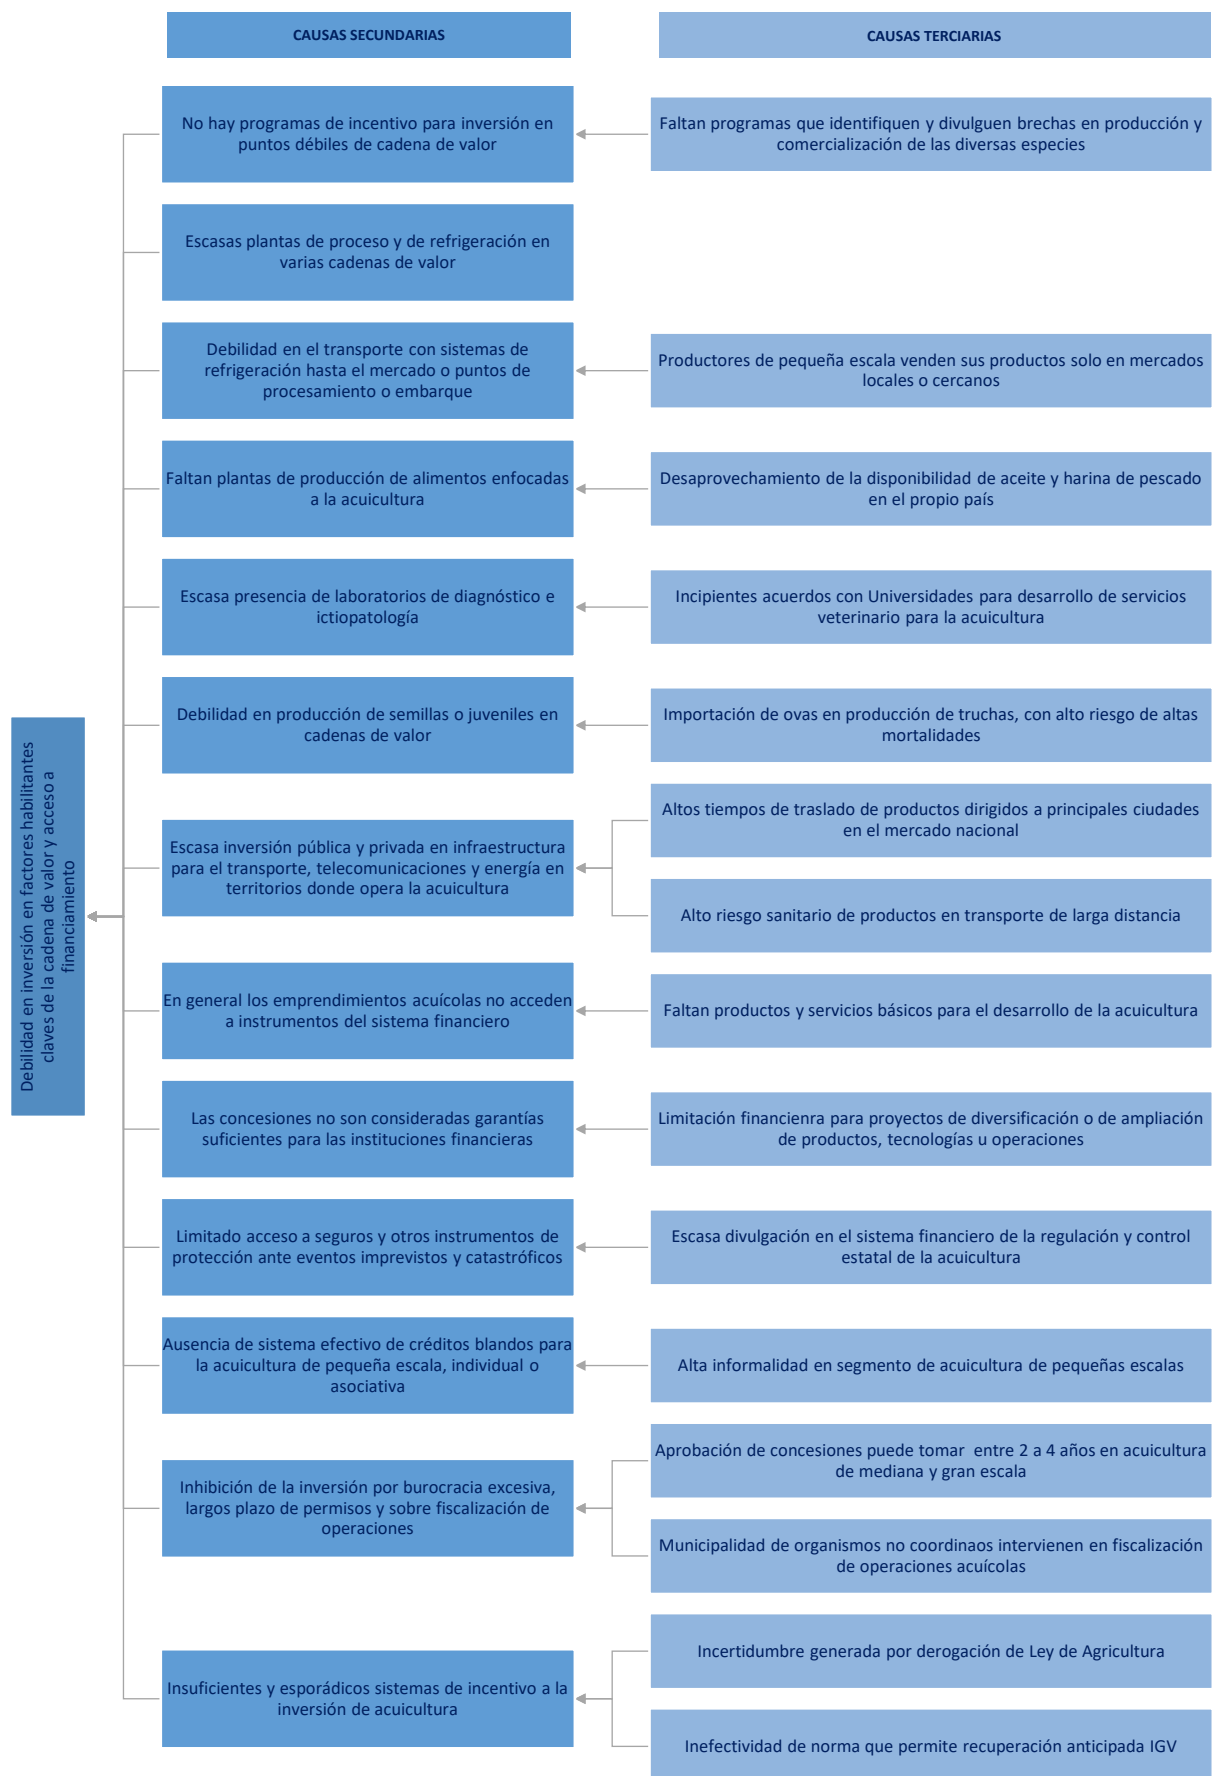 CAUSAS SECUNDARIAS
CAUSAS TERCIARIAS
No hay programas de incentivo para inversión en
puntos débiles de cadena de valor
Faltan programas que identifiquen y divulguen brechas en producción y
comercialización de las diversas especies
Escasas plantas de proceso y de refrigeración en
varias cadenas de valor
Debilidad en el transporte con sistemas de
refrigeración hasta el mercado o puntos de
procesamiento o embarque
Productores de pequeña escala venden sus productos solo en mercados
locales o cercanos
Faltan plantas de producción de alimentos enfocadas
a la acuicultura
Desaprovechamiento de la disponibilidad de aceite y harina de pescado
en el propio país
Escasa presencia de laboratorios de diagnóstico e
ictiopatología
Incipientes acuerdos con Universidades para desarrollo de servicios
veterinario para la acuicultura
Debilidad en producción de semillas o juveniles en
cadenas de valor
Importación de ovas en producción de truchas, con alto riesgo de altas
mortalidades
Debilidad en inversión en factores habilitantes
claves de la cadena de valor y acceso a
financiamiento
Escasa inversión pública y privada en infraestructura
para el transporte, telecomunicaciones y energía en
territorios donde opera la acuicultura
Altos tiempos de traslado de productos dirigidos a principales ciudades
en el mercado nacional
Alto riesgo sanitario de productos en transporte de larga distancia
En general los emprendimientos acuícolas no acceden
a instrumentos del sistema financiero
Faltan productos y servicios básicos para el desarrollo de la acuicultura
Las concesiones no son consideradas garantías
suficientes para las instituciones financieras
Limitación financienra para proyectos de diversificación o de ampliación
de productos, tecnologías u operaciones
Limitado acceso a seguros y otros instrumentos de
protección ante eventos imprevistos y catastróficos
Escasa divulgación en el sistema financiero de la regulación y control
estatal de la acuicultura
Ausencia de sistema efectivo de créditos blandos para
la acuicultura de pequeña escala, individual o
asociativa
Alta informalidad en segmento de acuicultura de pequeñas escalas
Inhibición de la inversión por burocracia excesiva,
largos plazo de permisos y sobre fiscalización de
operaciones
Aprobación de concesiones puede tomar entre 2 a 4 años en acuicultura
de mediana y gran escala
Municipalidad de organismos no coordinaos intervienen en fiscalización
de operaciones acuícolas
Insuficientes y esporádicos sistemas de incentivo a la
inversión de acuicultura
Incertidumbre generada por derogación de Ley de Agricultura
Inefectividad de norma que permite recuperación anticipada IGV